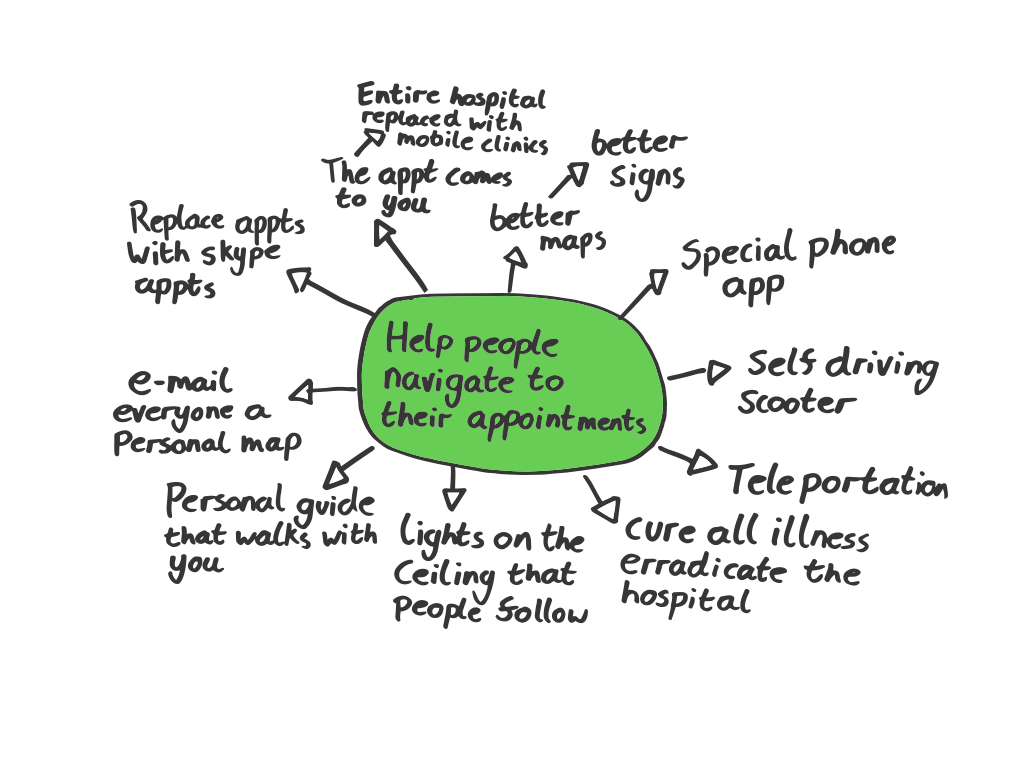 Entire hospital
replaced with
mobile clinics
The appt comes
to you
better
signs
better
maps
Replace appts
with skype
appts
Special phone
app
Help people
navigate to
their appointments
Self driving
scooter
e-mail
everyone a
Personal map
Teleportation
Personal guide
that walks with
you
Lights on the
Ceiling that
People follow
cure all illness
erradicate the
hospital